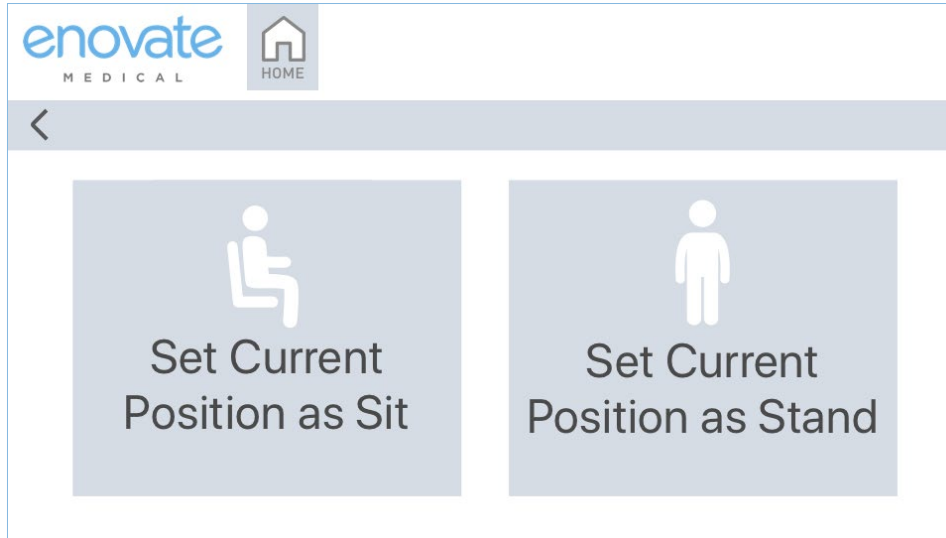 enovate
MEDICAL
HOME
Set Current
Position as Sit
Set Current
Position as Stand